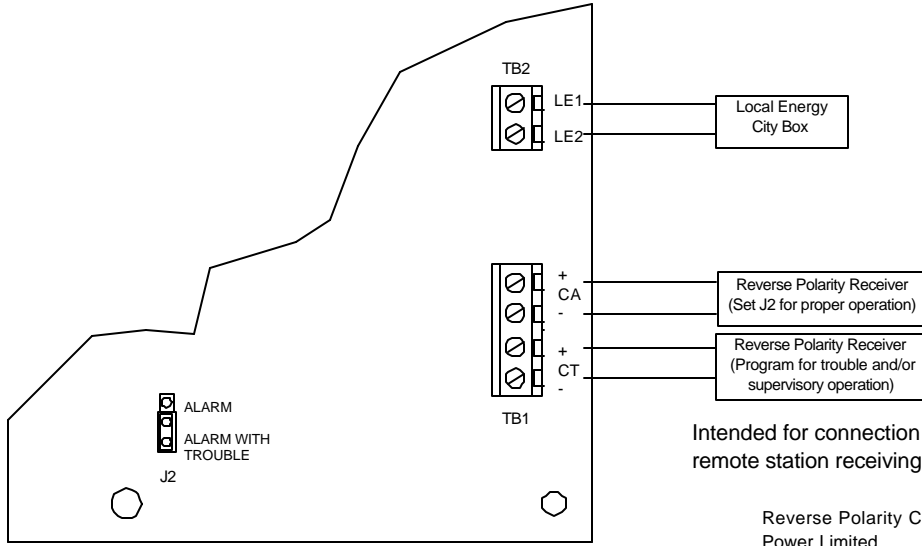 TB2
LE1
LE2
Local Energy
City Box
+
CA
-
+
CT
-
TB1
Reverse Polarity Receiver
(Set J2 for proper operation)
Reverse Polarity Receiver
(Program for trouble and/or
supervisory operation)
ALARM
ALARM WITH
TROUBLE
J2
Intended for connection
remote station receiving
Reverse Polarity C
Power Limited